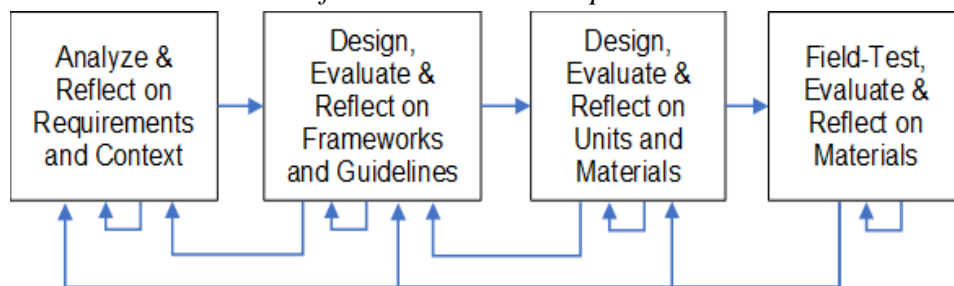 Analyze &
Reflect on
Requirements
and Context
Design,
Evaluate &
Reflect on
Frameworks
and Guidelines
Design,
Evaluate &
Reflect on
Units and
Materials
Field-Test,
Evaluate &
Reflect on
Materials